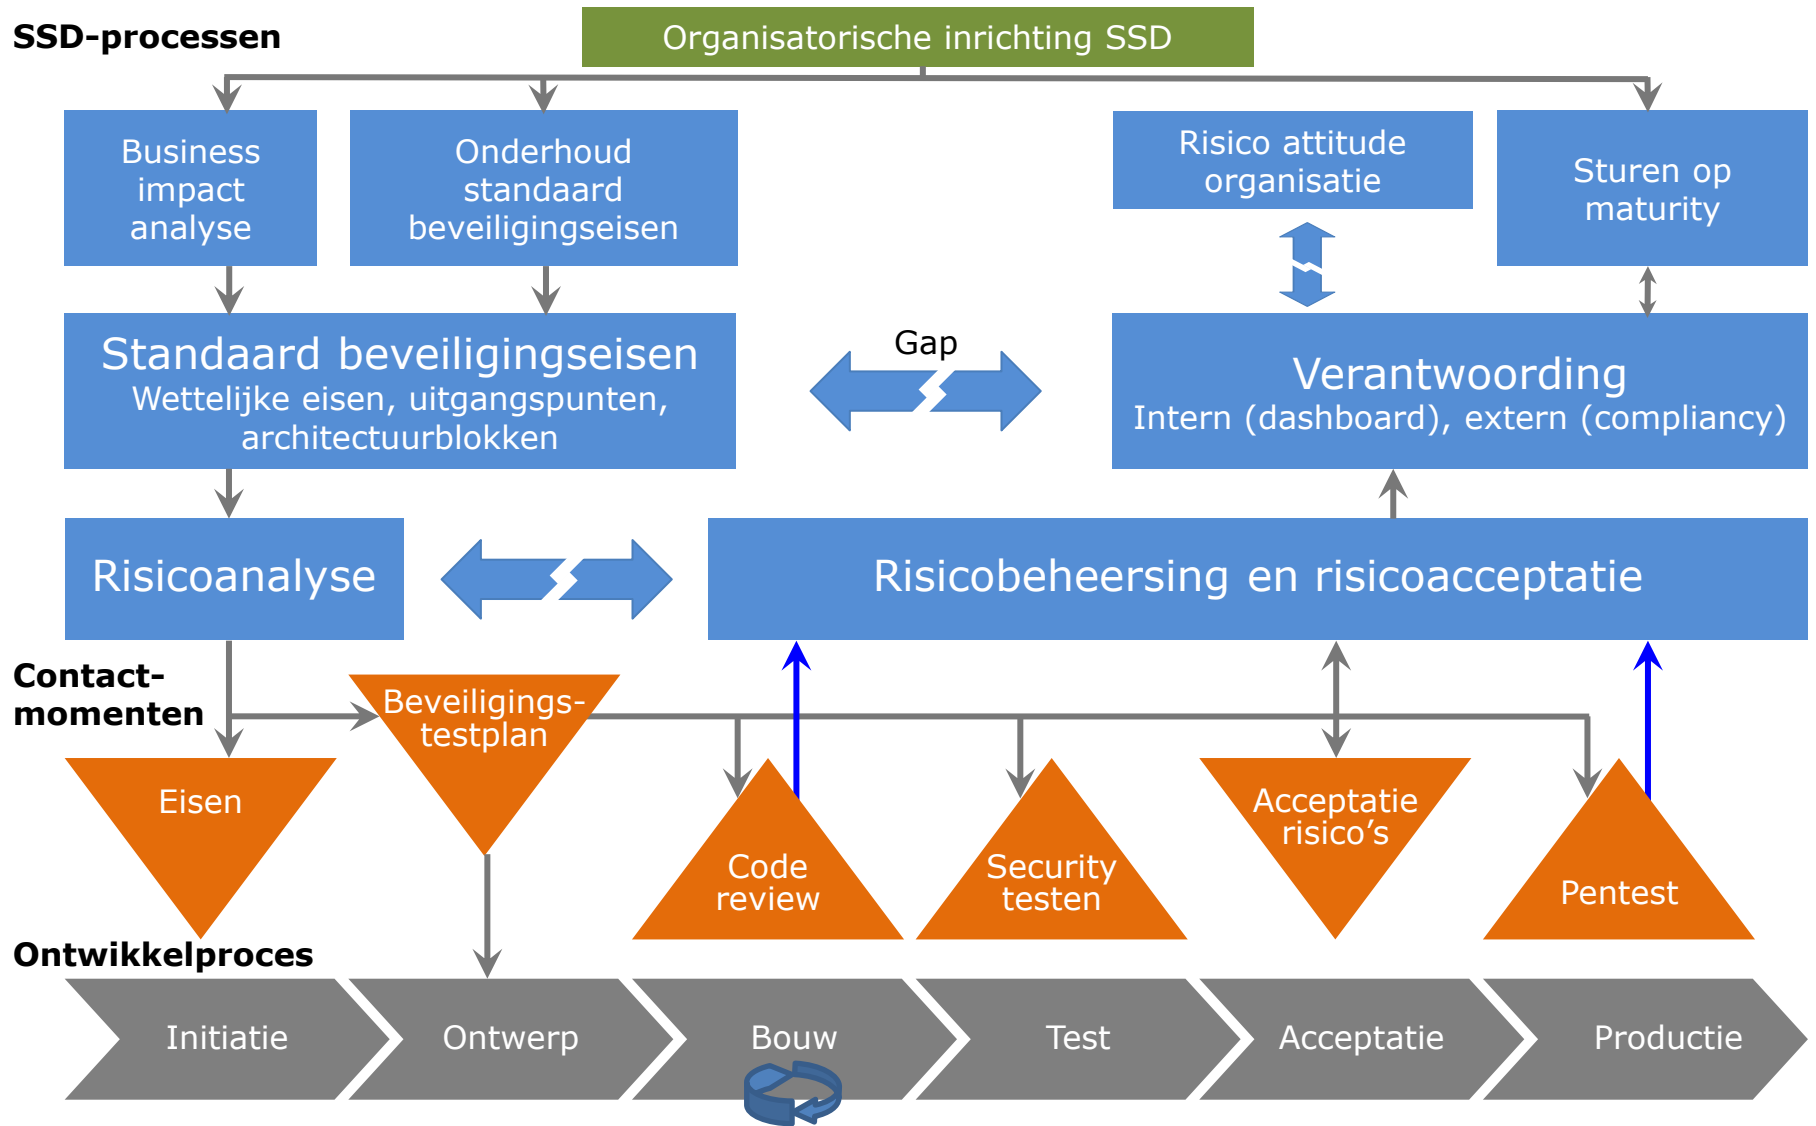 SSD-processen
Organisatorische inrichting SSD
Business
impact
analyse
Onderhoud
standaard
beveiligingseisen
Risico attitude
organisatie
Sturen op
maturity
Standaard beveiligingseisen
Wettelijke eisen, uitgangspunten,
architectuurblokken
Gap
Verantwoording
Intern (dashboard), extern (compliancy)
Risicoanalyse
Risicobeheersing en risicoacceptatie
Contact-
momenten
Eisen
Beveiligings-
testplan
Code
review
Security
testen
Acceptatie
risico’s
Pentest
Ontwikkelproces
Initiatie
Ontwerp
Bouw
Test
Acceptatie
Productie